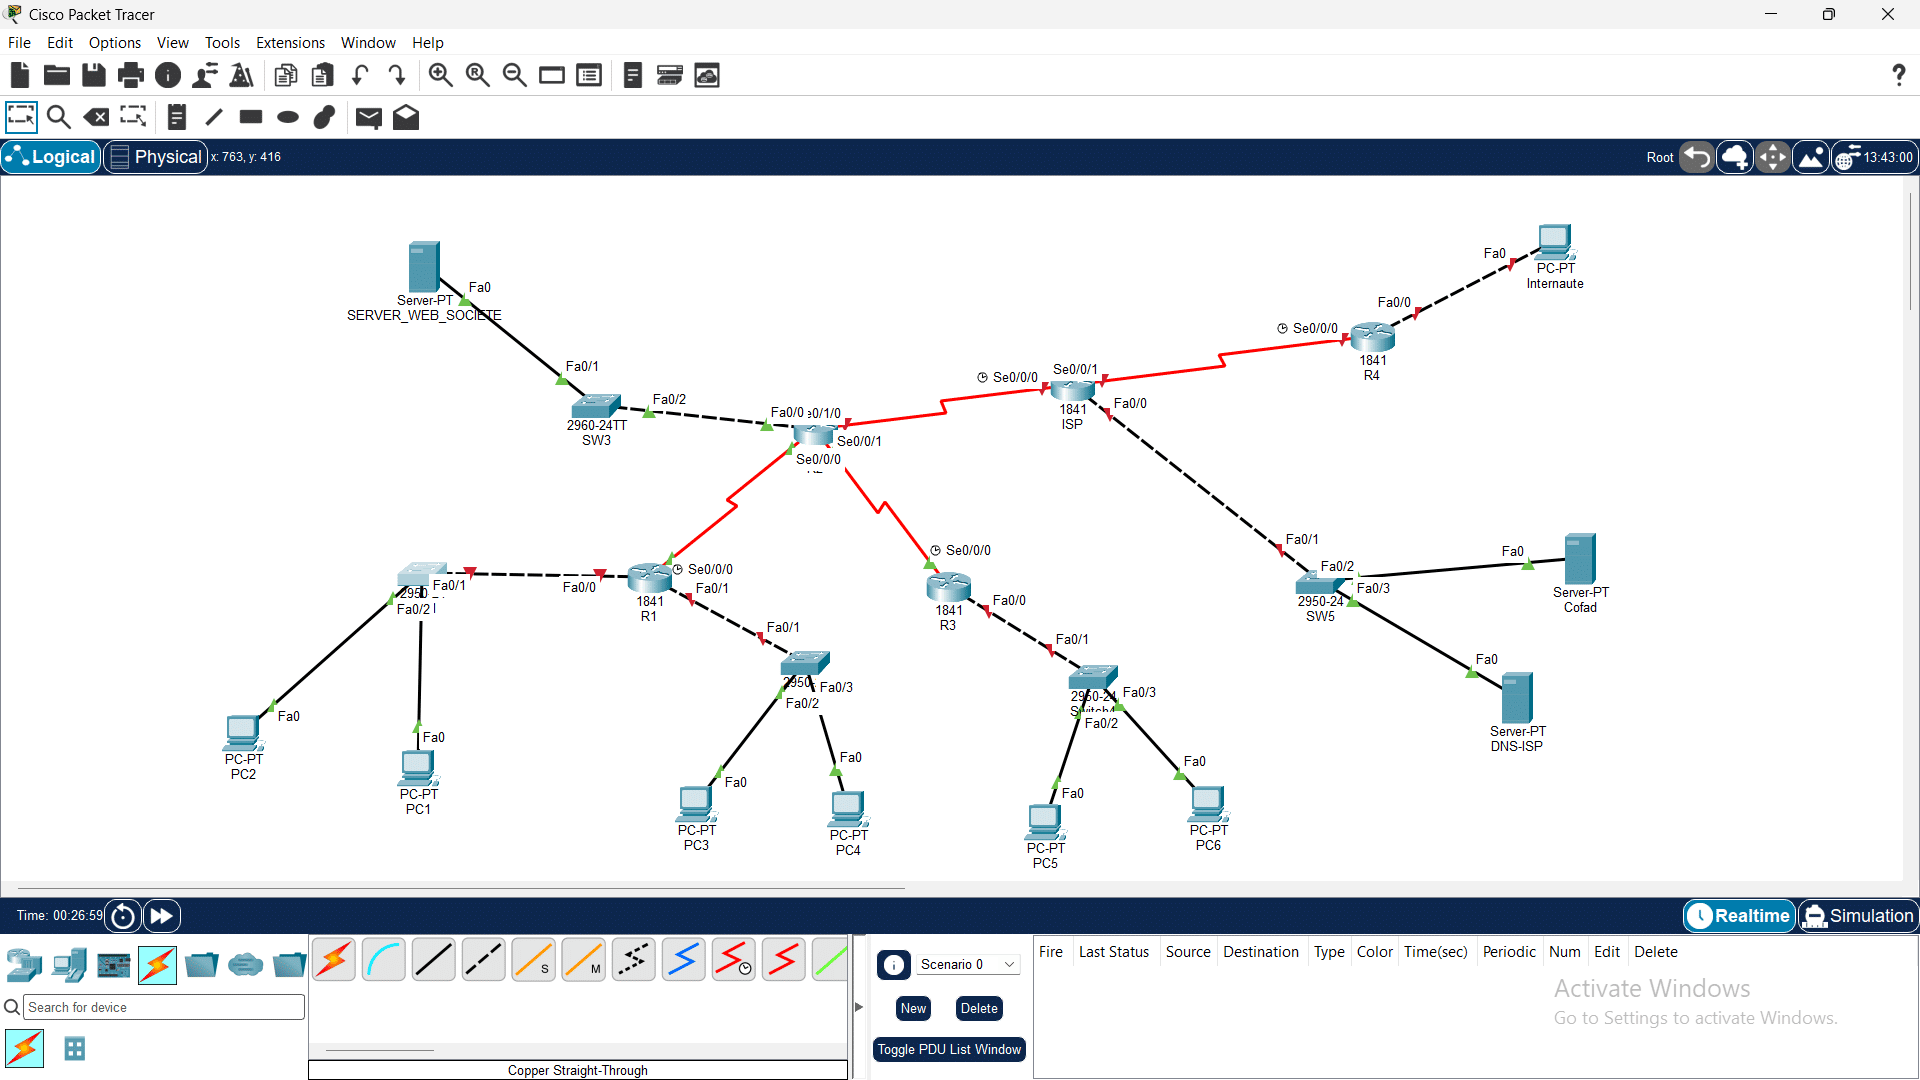 Cisco Packet Tracer
File Edit Options View Tools Extensions Window Help
Logical Physical x: 763, y: 416 Root 13:43:00
Fa0
PC-PT
Internaute
Fa0
Server-PT
SERVER_WEB_SOCIETE
Fa0/0
Se0/0/0
1841
R4
Fa0/1
Fa0/2
2960-24TT
SW3
Se0/0/0
Se0/0/1
1841
ISP
Fa0/0
Fa0/0
Se0/0/1
Se0/0/0
Fa0/1
Fa0/2
Fa0/0
Se0/0/0
Fa0/1
1841
R1
Se0/0/0
1841
R3
Fa0/0
Fa0/1
Fa0/2
Fa0/3
2950-24
SW5
Fa0
Server-PT
Cofad
Fa0
Server-PT
DNS-ISP
Fa0/1
Fa0/3
Fa0/2
Fa0/1
2950-24
Switch4
Fa0/3
Fa0/2
Fa0
PC-PT
PC2
Fa0
PC-PT
PC1
Fa0
PC-PT
PC3
Fa0
PC-PT
PC4
Fa0
PC-PT
PC5
Fa0
PC-PT
PC6
Time: 00:26:59 Realtime Simulation
S M
Search for device
Copper Straight-Through
Scenario 0
New Delete
Toggle PDU List Window
Fire Last Status Source Destination Type Color Time(sec) Periodic Num Edit Delete
Activate Windows
Go to Settings to activate Windows.